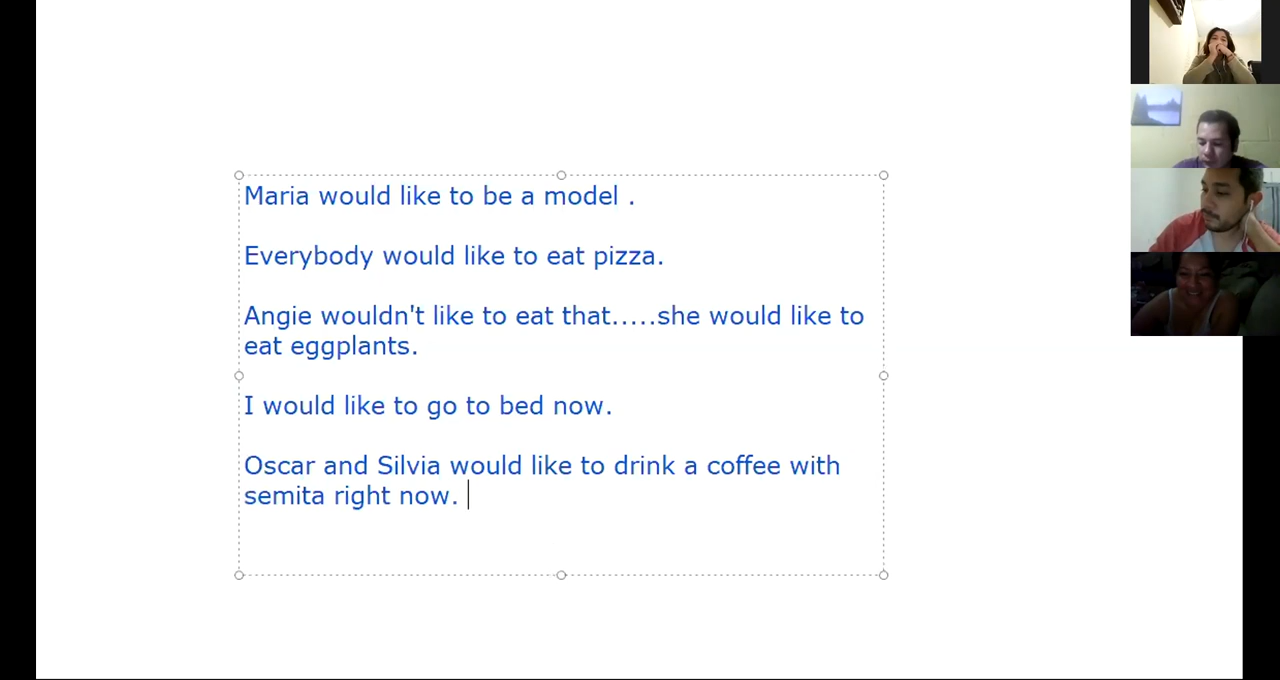 Maria would like to be a model .
Everybody would like to eat pizza.
Angie wouldn't like to eat that.....she would like to
eat eggplants.
I would like to go to bed now.
Oscar and Silvia would like to drink a coffee with
semita right now.